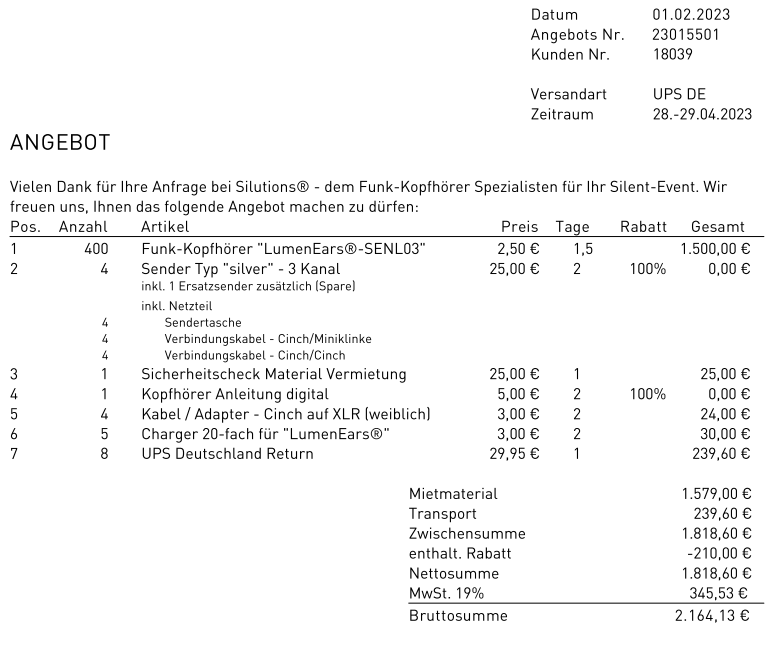 Datum 01.02.2023
Angebots Nr. 23015501
Kunden Nr. 18039
Versandart UPS DE
Zeitraum 28.-29.04.2023
ANGEBOT
Vielen Dank für Ihre Anfrage bei Silutions® - dem Funk-Kopfhörer Spezialisten für Ihr Silent-Event. Wir
freuen uns, Ihnen das folgende Angebot machen zu dürfen:
Pos. Anzahl Artikel Preis Tage Rabatt Gesamt
1 400 Funk-Kopfhörer "LumenEars®-SENL03" 2,50 € 1,5 1.500,00 €
2 4 Sender Typ "silver" - 3 Kanal 25,00 € 2 100% 0,00 €
inkl. 1 Ersatzsender zusätzlich (Spare)
inkl. Netzteil
4 Sendertasche
4 Verbindungskabel - Cinch/Miniklinke
4 Verbindungskabel - Cinch/Cinch
3 1 Sicherheitscheck Material Vermietung 25,00 € 1 25,00 €
4 1 Kopfhörer Anleitung digital 5,00 € 2 100% 0,00 €
5 4 Kabel / Adapter - Cinch auf XLR (weiblich) 3,00 € 2 24,00 €
6 5 Charger 20-fach für "LumenEars®" 3,00 € 2 30,00 €
7 8 UPS Deutschland Return 29,95 € 1 239,60 €
Mietmaterial 1.579,00 €
Transport 239,60 €
Zwischensumme 1.818,60 €
enthalt. Rabatt -210,00 €
Nettosumme 1.818,60 €
MwSt. 19% 345,53 €
Bruttosumme 2.164,13 €